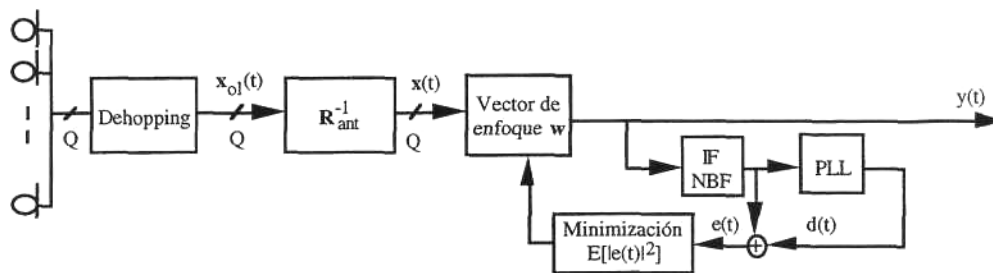 Q
Dehopping
x_ol(t)
Q
R_ant^-1
x(t)
Q
Vector de
enfoque w
y(t)
IF
NBF
PLL
Minimización
E[|e(t)|^2]
e(t)
+
d(t)